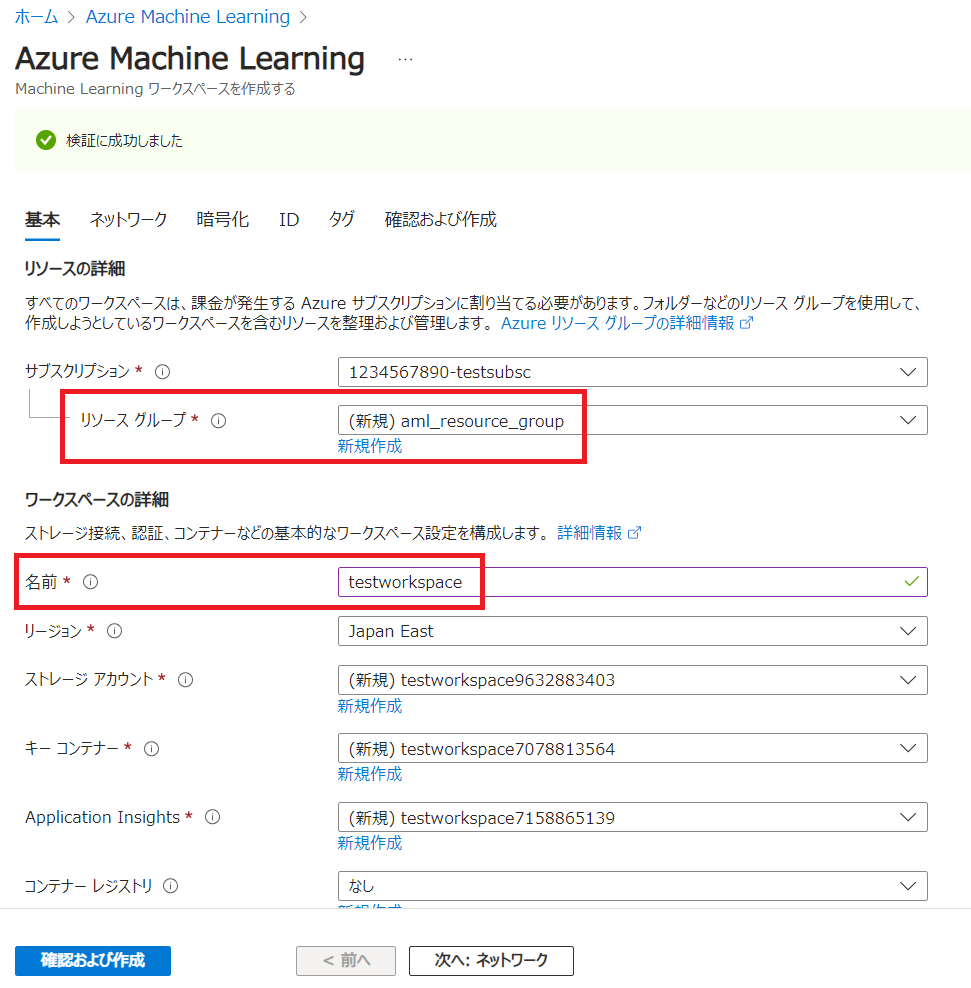 ホーム > Azure Machine Learning >
Azure Machine Learning ...
Machine Learning ワークスペースを作成する
検証に成功しました
基本 ネットワーク 暗号化 ID タグ 確認および作成
リソースの詳細
すべてのワークスペースは、課金が発生する Azure サブスクリプションに割り当てる必要があります。フォルダーなどのリソース グループを使用して、
作成しようとしているワークスペースを含むリソースを整理および管理します。 Azure リソース グループの詳細情報
サブスクリプション * 1234567890-testsubsc
リソース グループ * (新規) aml_resource_group
新規作成
ワークスペースの詳細
ストレージ接続、認証、コンテナーなどの基本的なワークスペース設定を構成します。 詳細情報
名前 * testworkspace
リージョン * Japan East
ストレージ アカウント * (新規) testworkspace9632883403
新規作成
キー コンテナー * (新規) testworkspace7078813564
新規作成
Application Insights * (新規) testworkspace7158865139
新規作成
コンテナー レジストリ なし
新規作成
確認および作成 < 前へ 次へ: ネットワーク